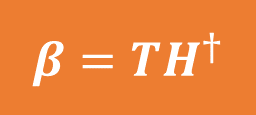 β = TH†